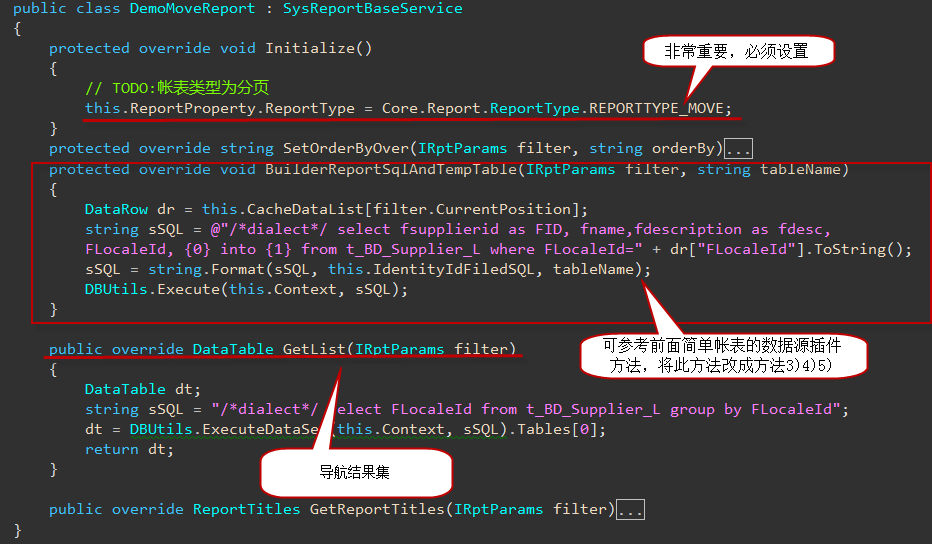 public class DemoMoveReport : SysReportBaseService
{
protected override void Initialize()
非常重要，必须设置
{
// TODO:帐表类型为分页
this.ReportProperty.ReportType = Core.Report.ReportType.REPORTTYPE_MOVE;
}
protected override string SetOrderByOver(IRptParams filter, string orderBy)...
protected override void BuilderReportSqlAndTempTable(IRptParams filter, string tableName)
{
DataRow dr = this.CacheDataList[filter.CurrentPosition];
string sSQL = @"/*dialect*/ select fsupplierid as FID, fname,fdescription as fdesc,
FLocaleId, {0} into {1} from t_BD_Supplier_L where FLocaleId=" + dr["FLocaleId"].ToString();
sSQL = string.Format(sSQL, this.IdentityIdFiledSQL, tableName);
DBUtils.Execute(this.Context, sSQL);
}
可参考前面简单帐表的数据源插件
方法，将此方法改成方法3)4)5)
public override DataTable GetList(IRptParams filter)
{
DataTable dt;
string sSQL = "/*dialect*/ select FLocaleId from t_BD_Supplier_L group by FLocaleId";
dt = DBUtils.ExecuteDataSet(this.Context, sSQL).Tables[0];
return dt;
}
导航结果集
public override ReportTitles GetReportTitles(IRptParams filter)...
}